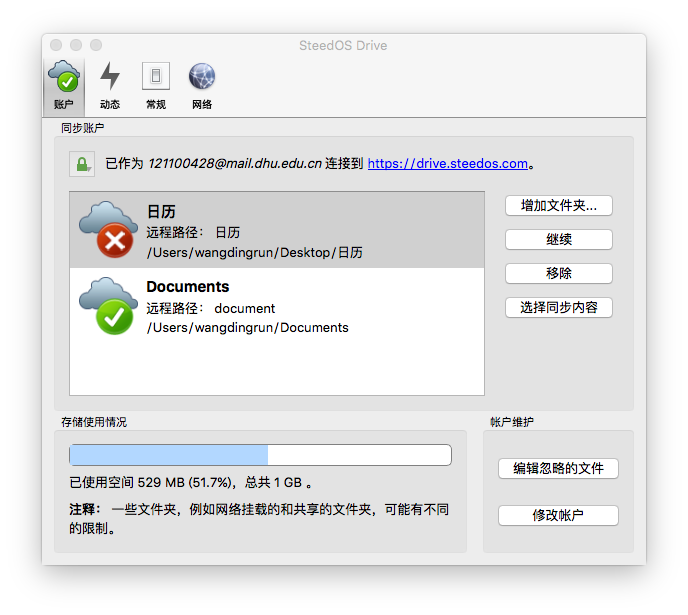 SteedOS Drive
账户
动态
常规
网络
同步账户
已作为 121100428@mail.dhu.edu.cn 连接到 https://drive.steedos.com。
日历
远程路径： 日历
/Users/wangdingrun/Desktop/日历
Documents
远程路径： document
/Users/wangdingrun/Documents
增加文件夹...
继续
移除
选择同步内容
存储使用情况
已使用空间 529 MB (51.7%)，总共 1 GB 。
注释： 一些文件夹，例如网络挂载的和共享的文件夹，可能有不同
的限制。
帐户维护
编辑忽略的文件
修改帐户